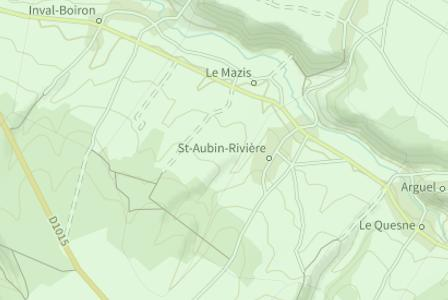 Inval-Boiron
Le Mazis
St-Aubin-Rivière
Arguel
Le Quesne
D1015